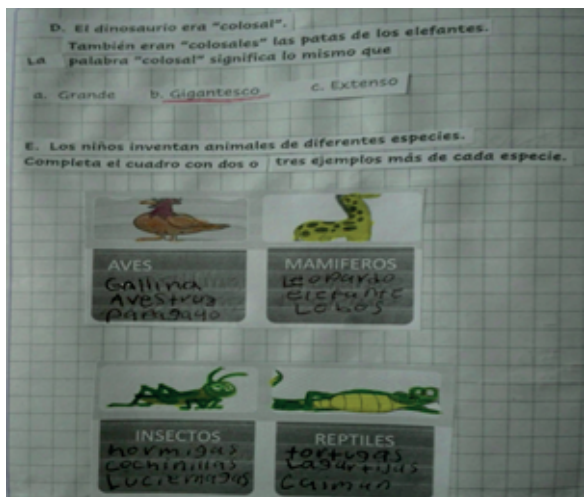 D. El dinosaurio era "colosal".
También eran "colosales" las patas de los elefantes.
La palabra "colosal" significa lo mismo que
a. Grande b. Gigantesco c. Extenso
E. Los niños inventan animales de diferentes especies.
Completa el cuadro con dos o tres ejemplos más de cada especie.
AVES
Gallina
Avestruz
Papagayo
MAMIFEROS
Leopardo
elefante
Lobos
INSECTOS
hormigas
cochinillas
Luciernagas
REPTILES
tortugas
Lagartijas
Caiman